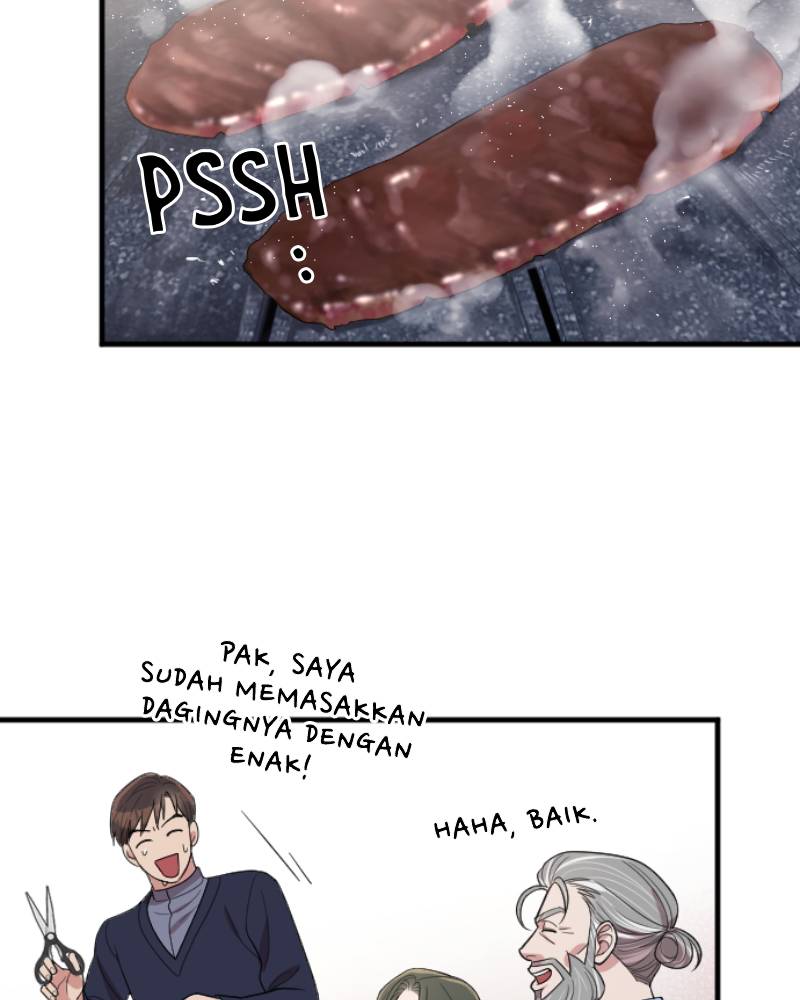 PSSH
PAK, SAYA
SUDAH MEMASAKKAN
DAGINGNYA DENGAN
ENAK!
HAHA, BAIK.